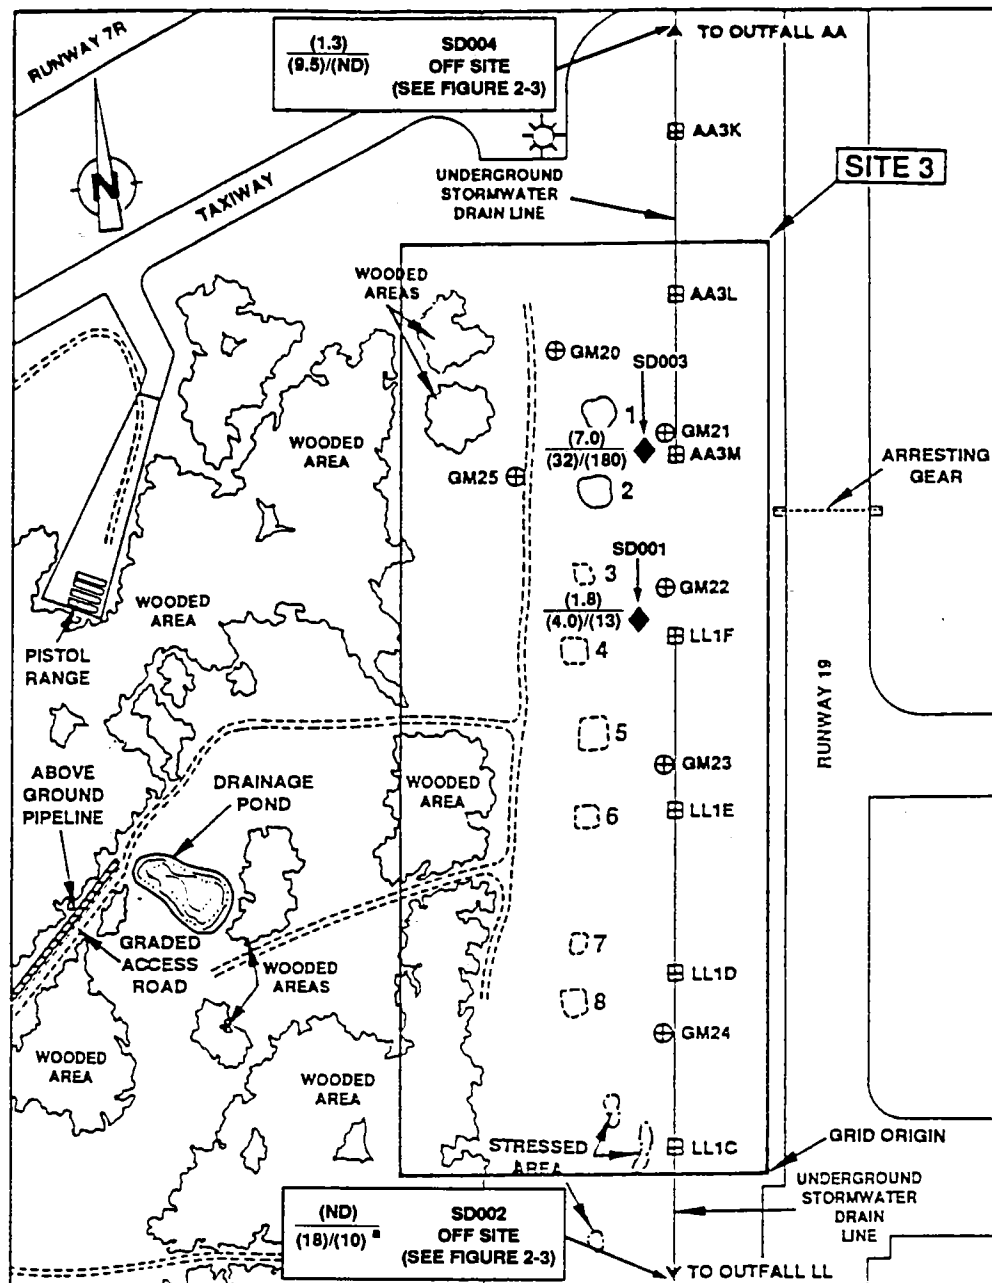 RUNWAY 7R
(1.3)
(9.5)/(ND)
SD004
OFF SITE
(SEE FIGURE 2-3)
TO OUTFALL AA
AA3K
SITE 3
N
TAXIWAY
UNDERGROUND
STORMWATER
DRAIN LINE
WOODED
AREAS
AA3L
GM20
SD003
1
GM21
(7.0)
(32)/(180)
AA3M
WOODED
AREA
GM25
2
ARRESTING
GEAR
SD001
3
GM22
(1.8)
(4.0)/(13)
WOODED
AREA
LL1F
4
PISTOL
RANGE
RUNWAY 19
5
GM23
ABOVE
GROUND
PIPELINE
DRAINAGE
POND
WOODED
AREA
6
LL1E
GRADED
ACCESS
ROAD
WOODED
AREAS
7
LL1D
8
GM24
WOODED
AREA
WOODED
AREA
STRESSED
AREA
LL1C
GRID ORIGIN
UNDERGROUND
STORMWATER
DRAIN
LINE
(ND)
(18)/(10) a
SD002
OFF SITE
(SEE FIGURE 2-3)
TO OUTFALL LL